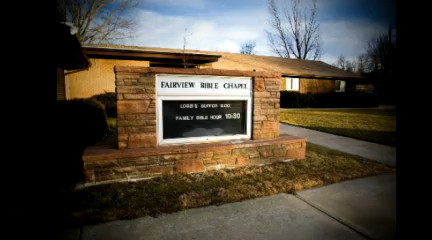 FAIRVIEW BIBLE CHAPEL
LORD'S SUPPER 9:00
FAMILY BIBLE HOUR 10:30